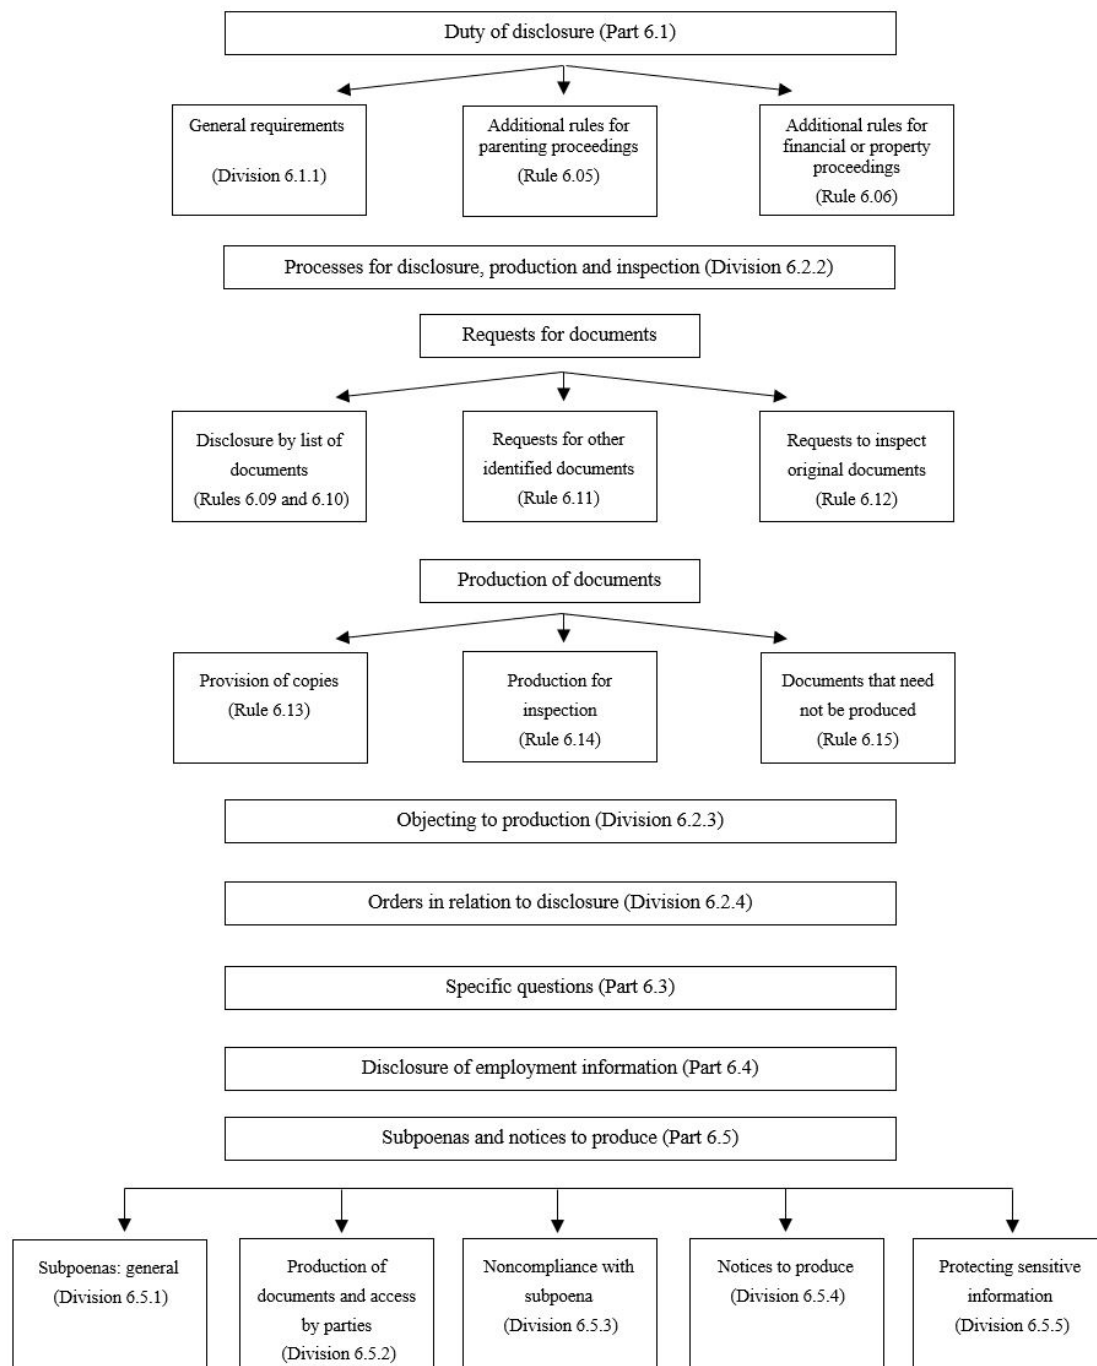 Duty of disclosure (Part 6.1)
General requirements
(Division 6.1.1)
Additional rules for
parenting proceedings
(Rule 6.05)
Additional rules for
financial or property
proceedings
(Rule 6.06)
Processes for disclosure, production and inspection (Division 6.2.2)
Requests for documents
Disclosure by list of
documents
(Rules 6.09 and 6.10)
Requests for other
identified documents
(Rule 6.11)
Requests to inspect
original documents
(Rule 6.12)
Production of documents
Provision of copies
(Rule 6.13)
Production for
inspection
(Rule 6.14)
Documents that need
not be produced
(Rule 6.15)
Objecting to production (Division 6.2.3)
Orders in relation to disclosure (Division 6.2.4)
Specific questions (Part 6.3)
Disclosure of employment information (Part 6.4)
Subpoenas and notices to produce (Part 6.5)
Subpoenas: general
(Division 6.5.1)
Production of
documents and access
by parties
(Division 6.5.2)
Noncompliance with
subpoena
(Division 6.5.3)
Notices to produce
(Division 6.5.4)
Protecting sensitive
information
(Division 6.5.5)